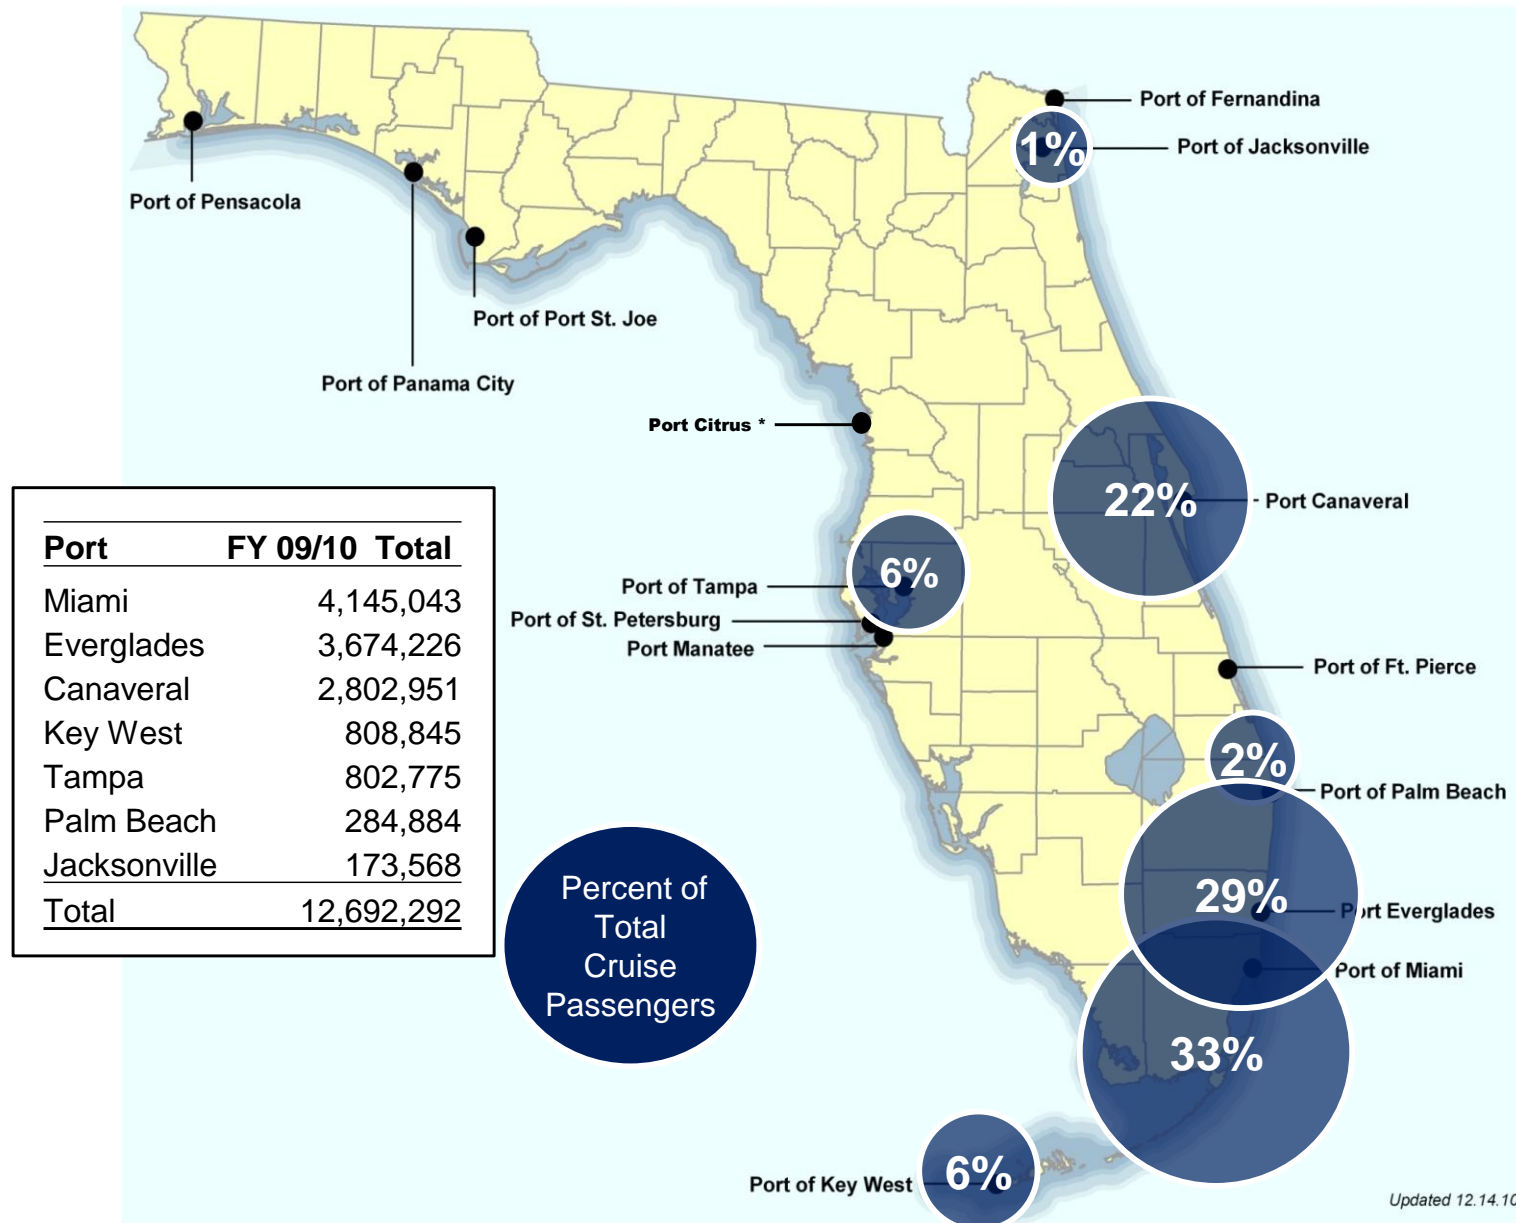 Port of Fernandina
1%
Port of Jacksonville
Port of Pensacola
Port of Port St. Joe
Port of Panama City
Port Citrus *
22%
Port Canaveral
Port FY 09/10 Total
Miami 4,145,043
Everglades 3,674,226
Canaveral 2,802,951
Key West 808,845
Tampa 802,775
Palm Beach 284,884
Jacksonville 173,568
Total 12,692,292
6%
Port of Tampa
Port of St. Petersburg
Port Manatee
Port of Ft. Pierce
2%
Port of Palm Beach
Percent of
Total
Cruise
Passengers
29%
Port Everglades
Port of Miami
33%
Port of Key West
6%
Updated 12.14.10